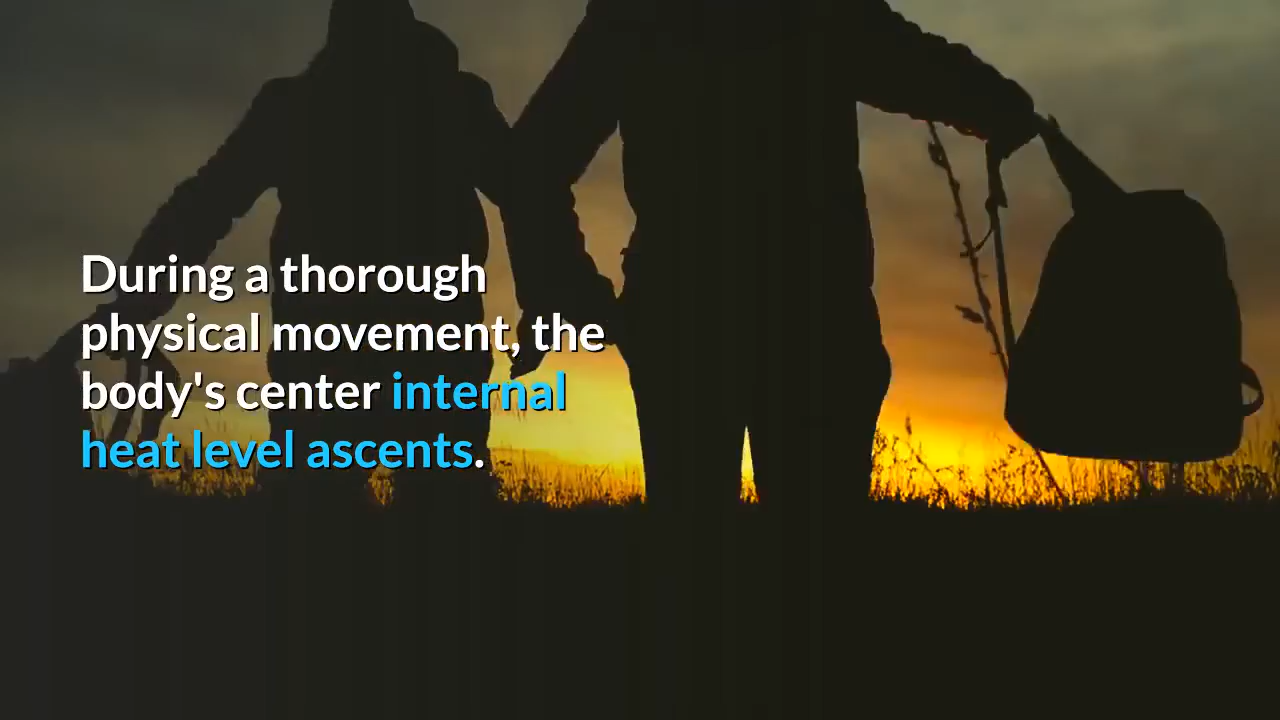 During a thorough
physical movement, the
body's center internal
heat level ascents.